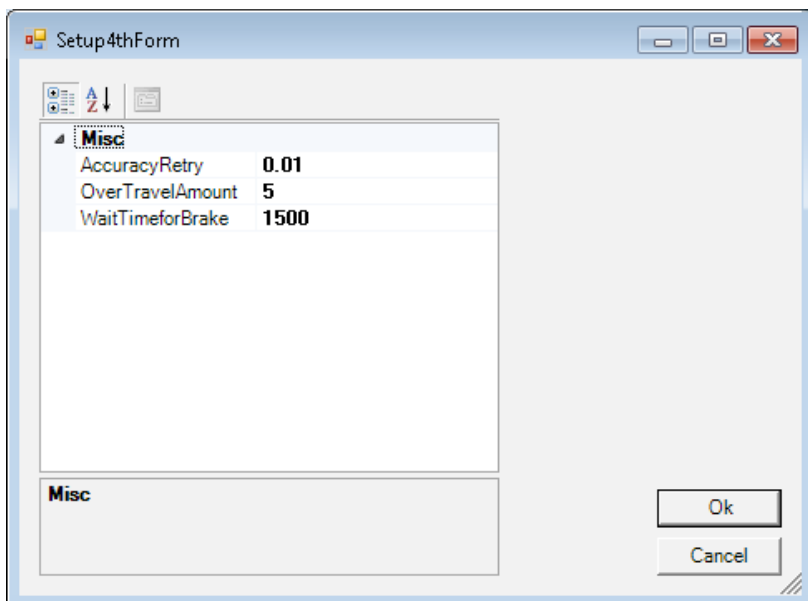 Setup4thForm
A
Z
Misc
AccuracyRetry 0.01
OverTravelAmount 5
WaitTimeforBrake 1500
Misc
Ok
Cancel